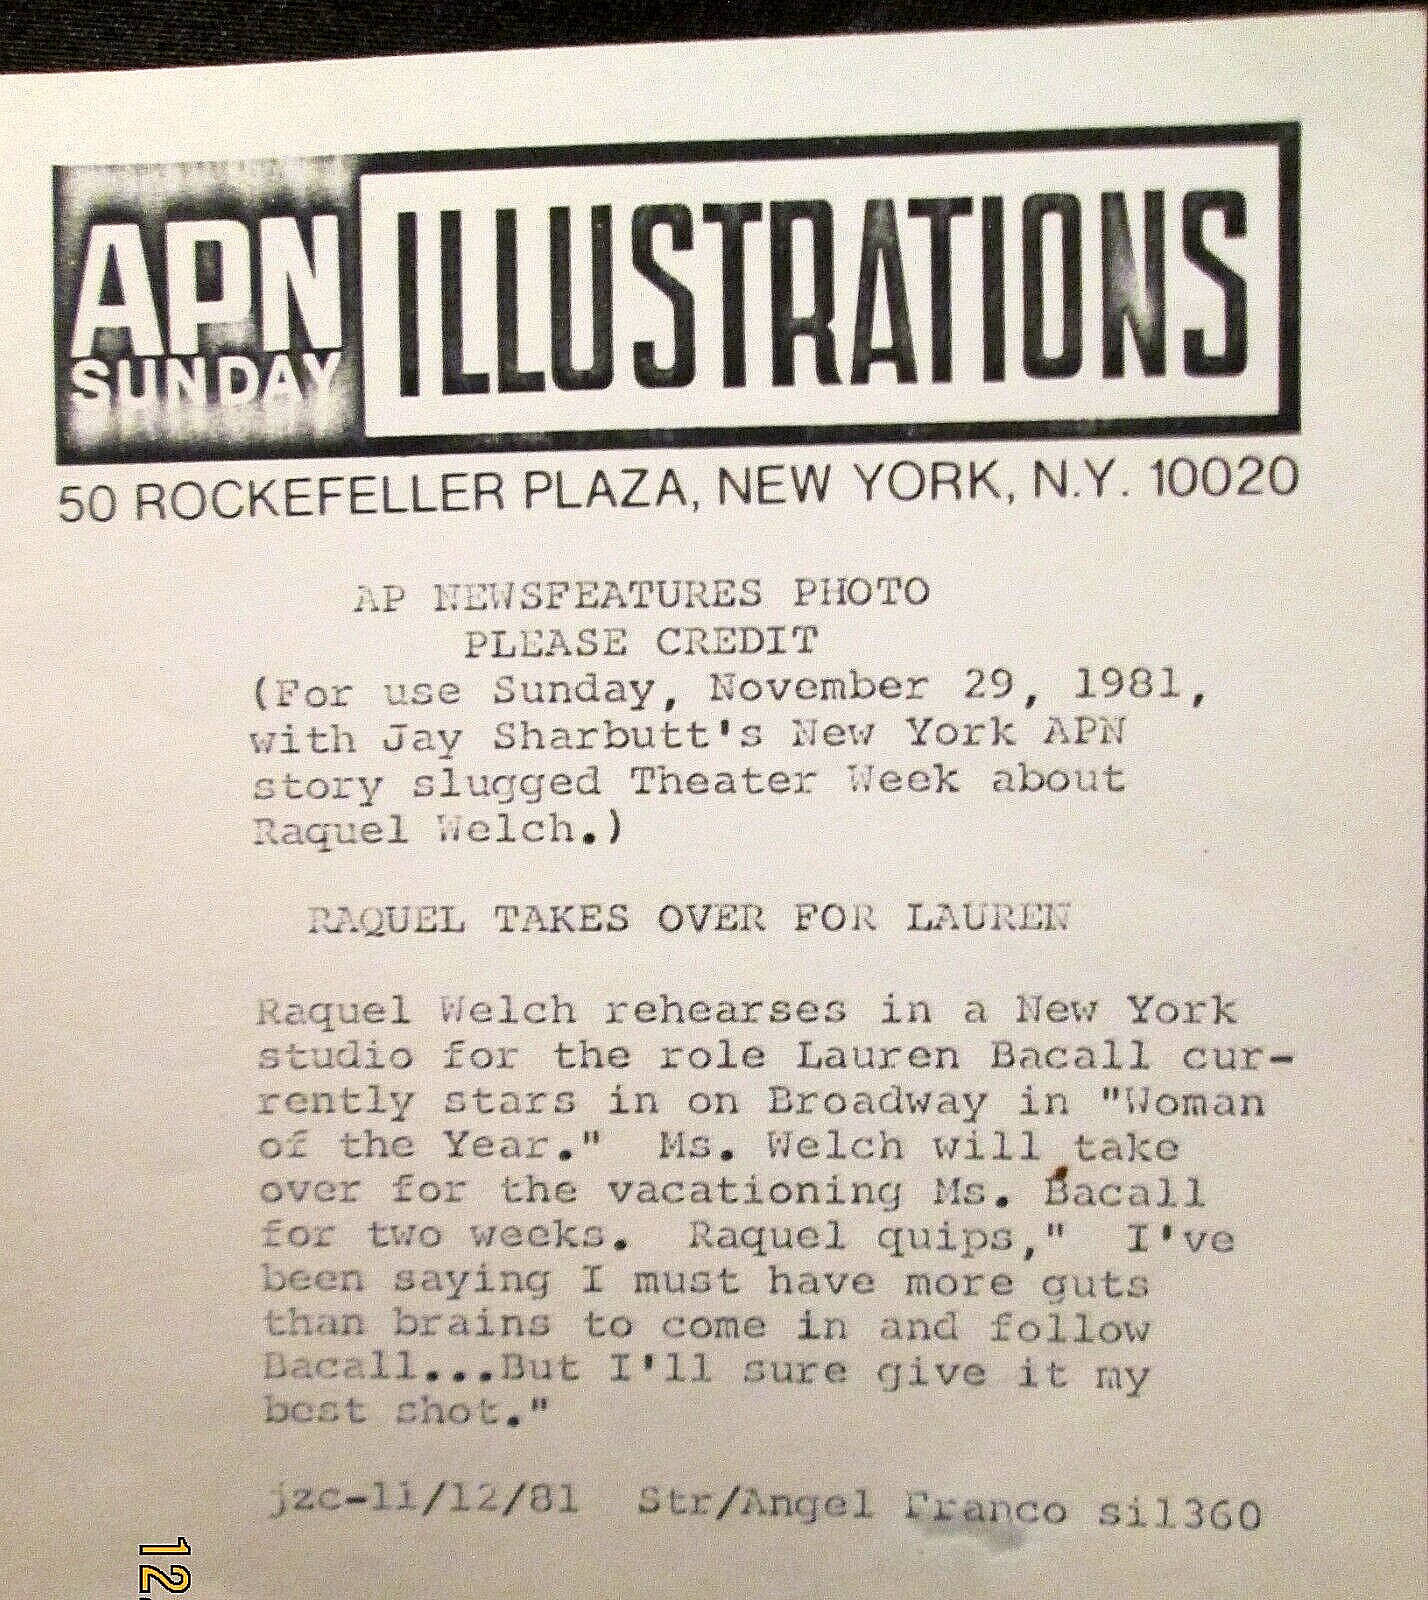 APN SUNDAY ILLUSTRATIONS
50 ROCKEFELLER PLAZA, NEW YORK, N.Y. 10020
AP NEWSFEATURES PHOTO
PLEASE CREDIT
(For use Sunday, November 29, 1981,
with Jay Sharbutt's New York APN
story slugged Theater Week about
Raquel Welch.)
RAQUEL TAKES OVER FOR LAUREN
Raquel Welch rehearses in a New York
studio for the role Lauren Bacall cur-
rently stars in on Broadway in "Woman
of the Year." Ms. Welch will take
over for the vacationing Ms. Bacall
for two weeks. Raquel quips," I've
been saying I must have more guts
than brains to come in and follow
Bacall...But I'll sure give it my
best shot."
jzc-11/12/81 Str/Angel Franco si1360
12